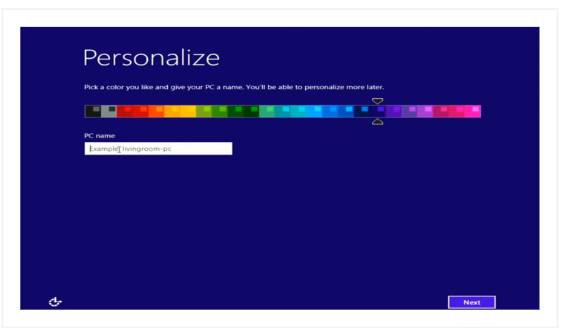 Personalize
Pick a color you like and give your PC a name. You'll be able to personalize more later.
PC name
Example: livingroom-pc
Next